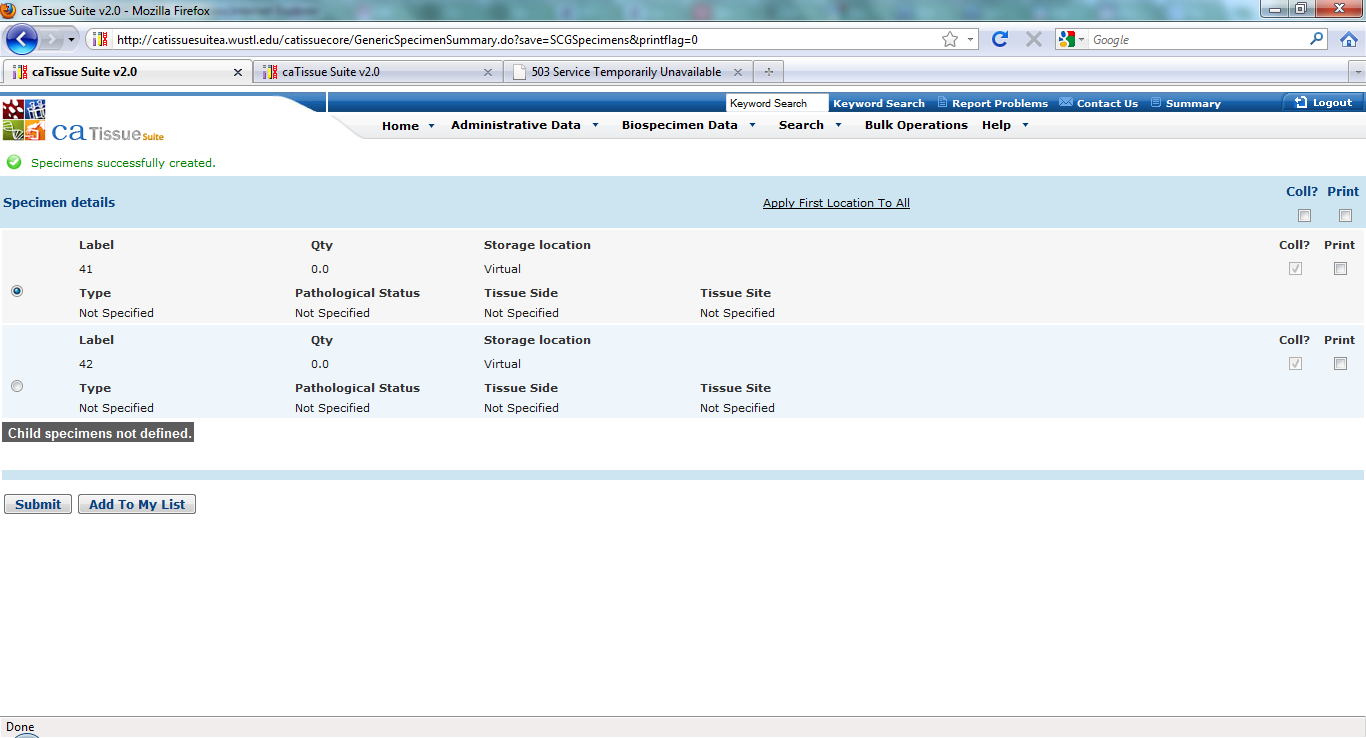 caTissue Suite v2.0 - Mozilla Firefox
http://catissuesuitea.wustl.edu/catissuecore/GenericSpecimenSummary.do?save=SCGSpecimens&printflag=0
Google
caTissue Suite v2.0
caTissue Suite v2.0
503 Service Temporarily Unavailable
Keyword Search Keyword Search Report Problems Contact Us Summary Logout
ca Tissue Suite
Home Administrative Data Biospecimen Data Search Bulk Operations Help
Specimens successfully created.
Specimen details Apply First Location To All Coll? Print
Label Qty Storage location Coll? Print
41 0.0 Virtual
Type Pathological Status Tissue Side Tissue Site
Not Specified Not Specified Not Specified Not Specified
Label Qty Storage location Coll? Print
42 0.0 Virtual
Type Pathological Status Tissue Side Tissue Site
Not Specified Not Specified Not Specified Not Specified
Child specimens not defined.
Submit Add To My List
Done